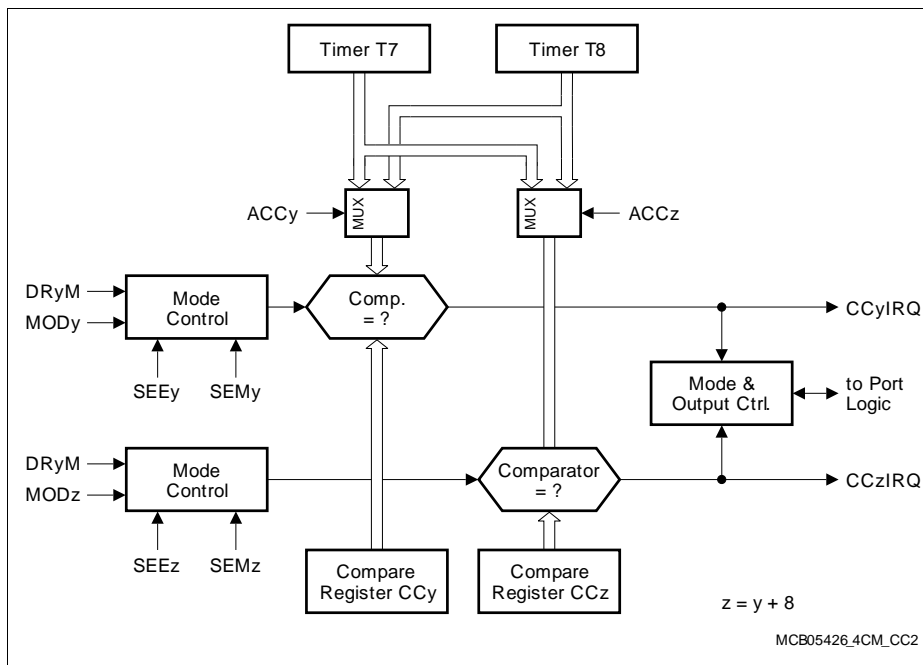 Timer T7
Timer T8
ACCy
MUX
MUX
ACCz
DRyM
MODy
Mode
Control
Comp.
= ?
CCyIRQ
SEEy
SEMy
Mode &
Output Ctrl.
to Port
Logic
DRyM
MODz
Mode
Control
Comparator
= ?
CCzIRQ
SEEz
SEMz
Compare
Register CCy
Compare
Register CCz
z = y + 8
MCB05426_4CM_CC2